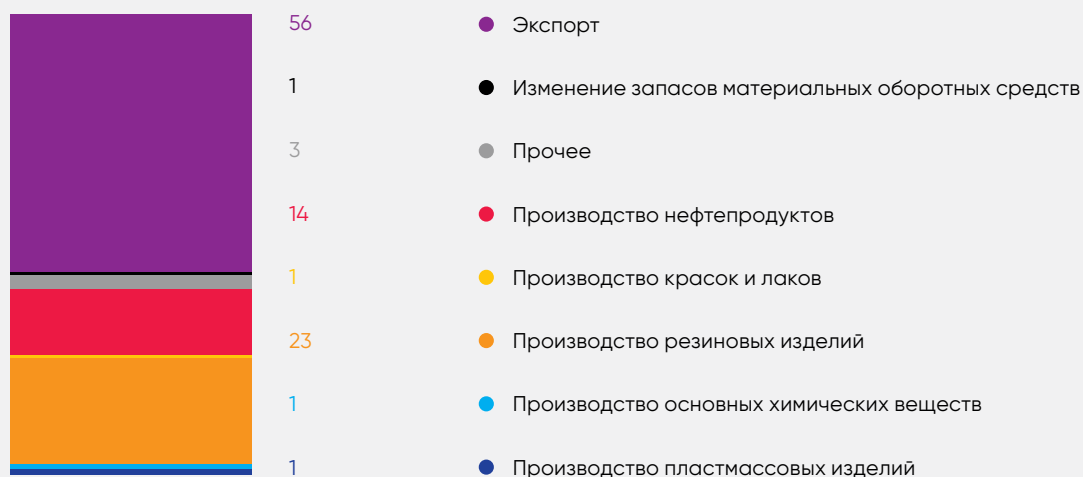 56 Экспорт
1 Изменение запасов материальных оборотных средств
3 Прочее
14 Производство нефтепродуктов
1 Производство красок и лаков
23 Производство резиновых изделий
1 Производство основных химических веществ
1 Производство пластмассовых изделий